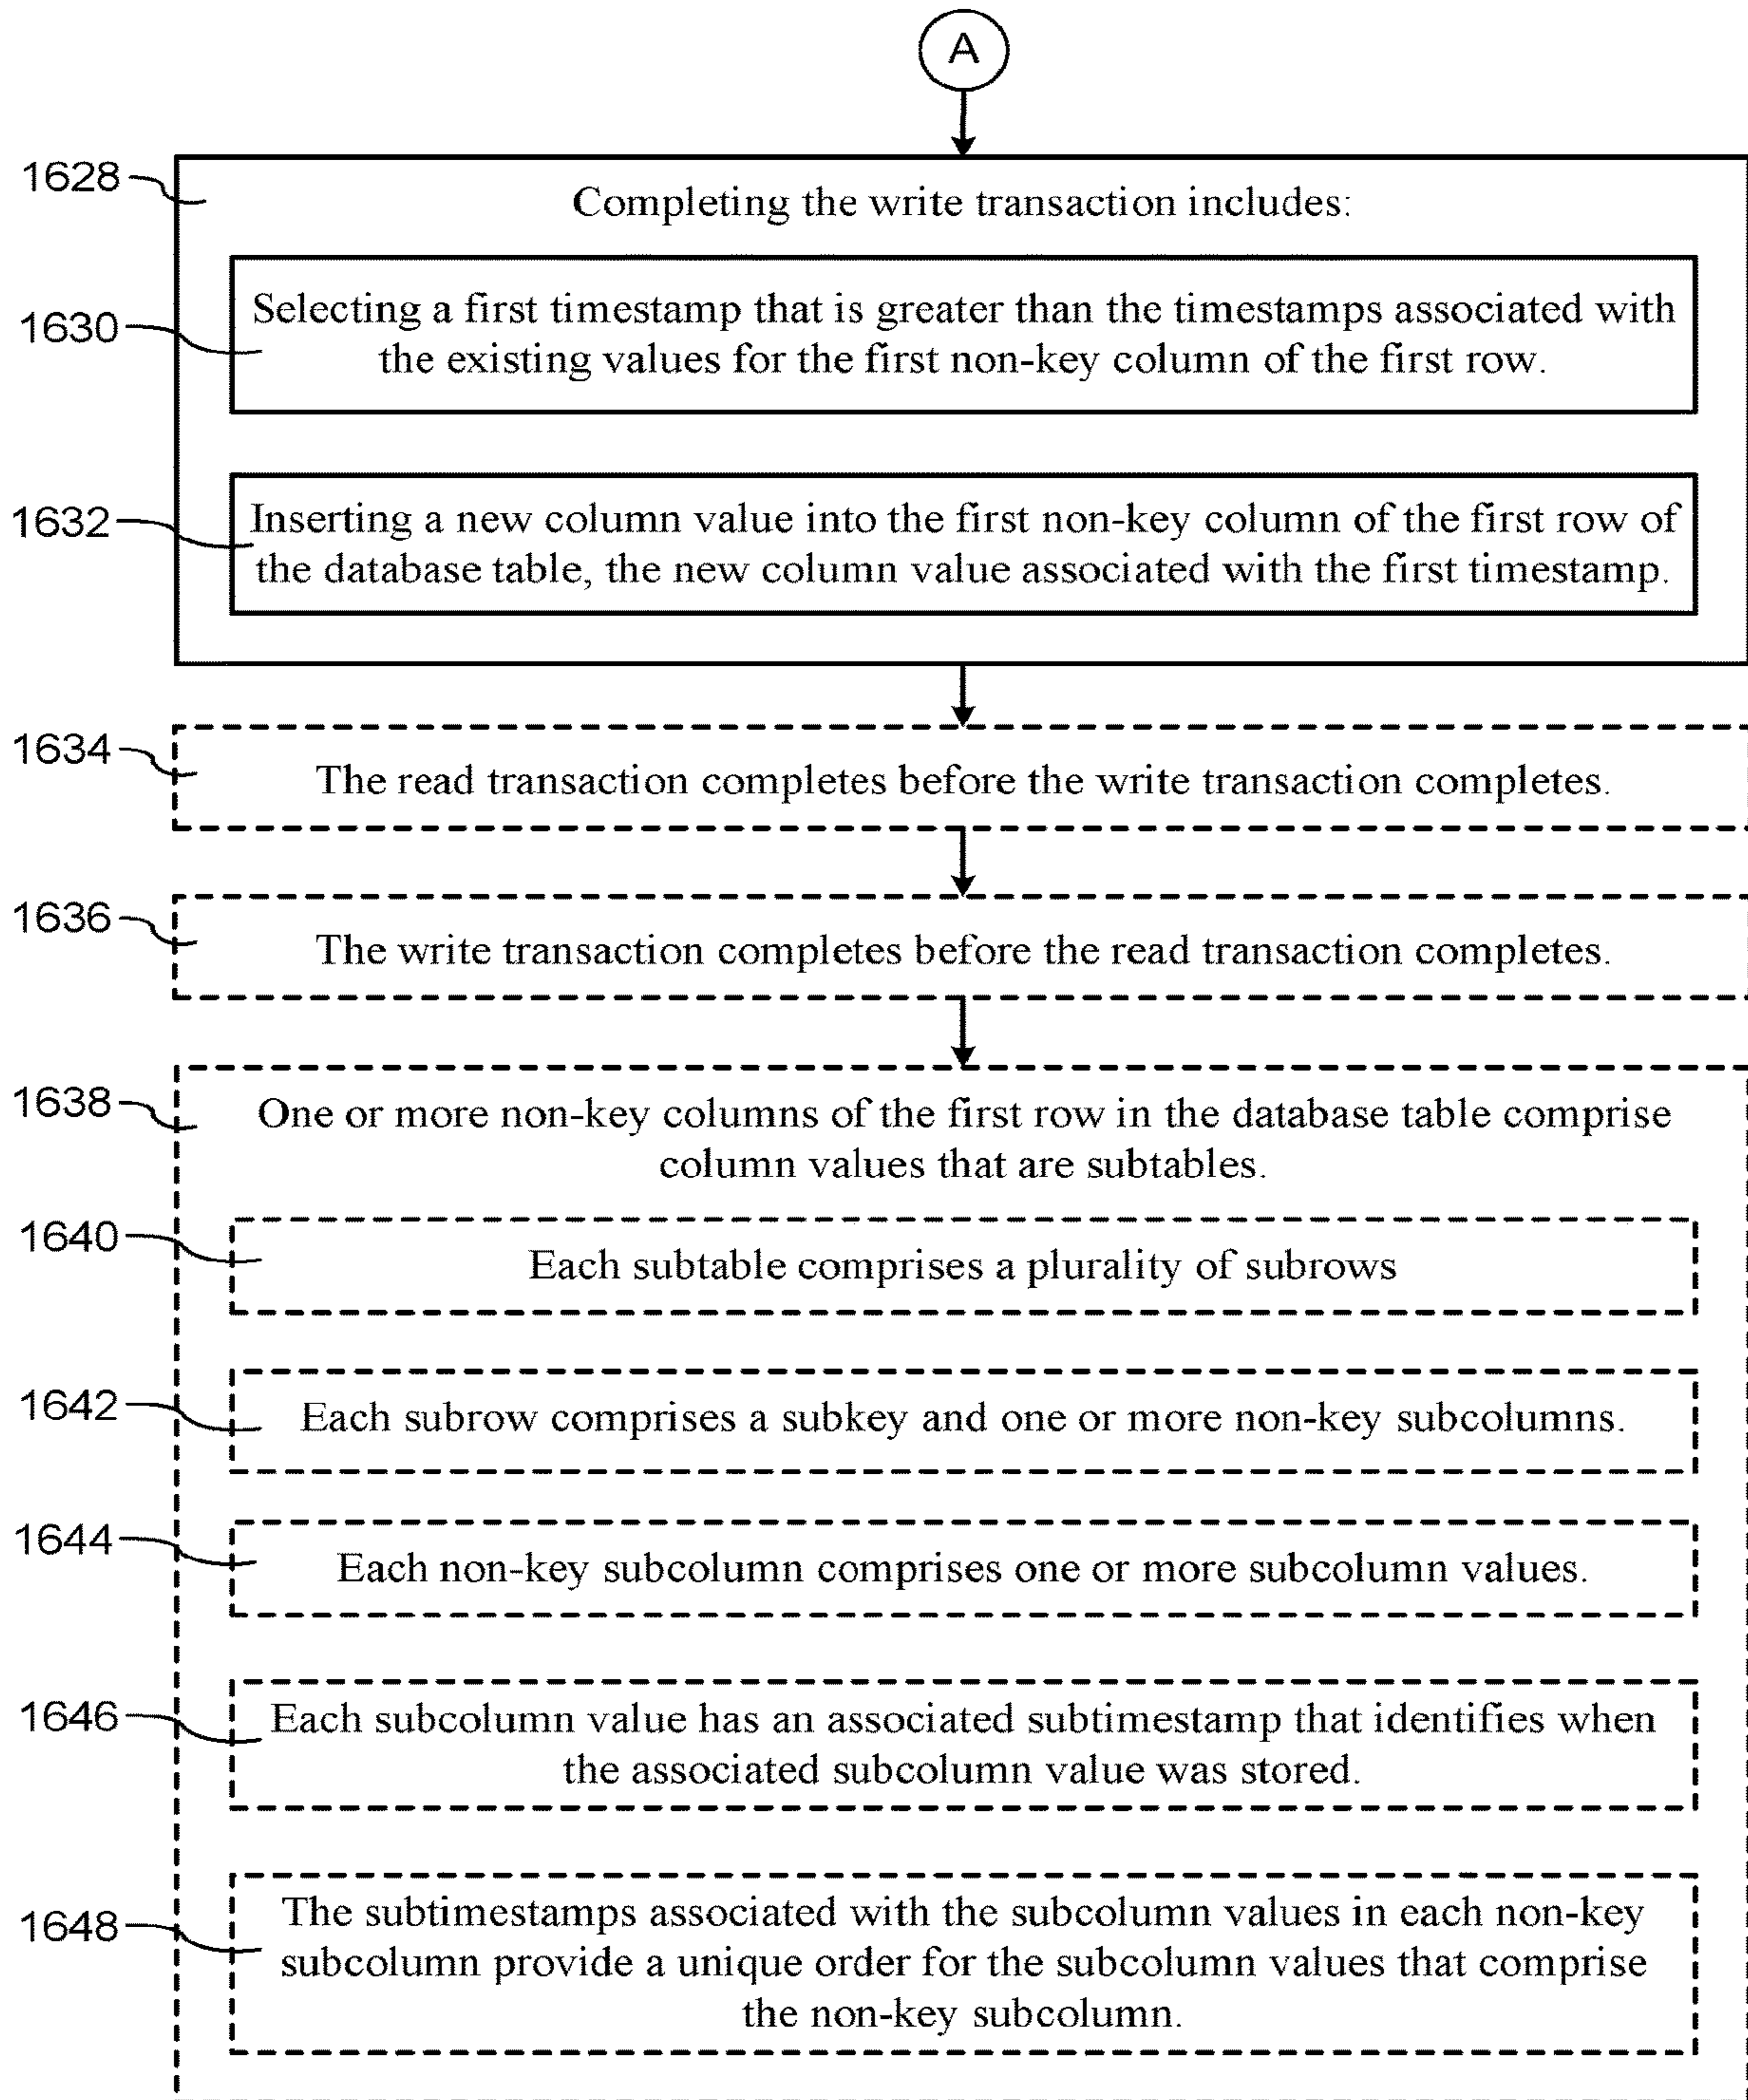 A
1628
Completing the write transaction includes:
1630
Selecting a first timestamp that is greater than the timestamps associated with
the existing values for the first non-key column of the first row.
1632
Inserting a new column value into the first non-key column of the first row of
the database table, the new column value associated with the first timestamp.
1634
The read transaction completes before the write transaction completes.
1636
The write transaction completes before the read transaction completes.
1638
One or more non-key columns of the first row in the database table comprise
column values that are subtables.
1640
Each subtable comprises a plurality of subrows
1642
Each subrow comprises a subkey and one or more non-key subcolumns.
1644
Each non-key subcolumn comprises one or more subcolumn values.
1646
Each subcolumn value has an associated subtimestamp that identifies when
the associated subcolumn value was stored.
1648
The subtimestamps associated with the subcolumn values in each non-key
subcolumn provide a unique order for the subcolumn values that comprise
the non-key subcolumn.